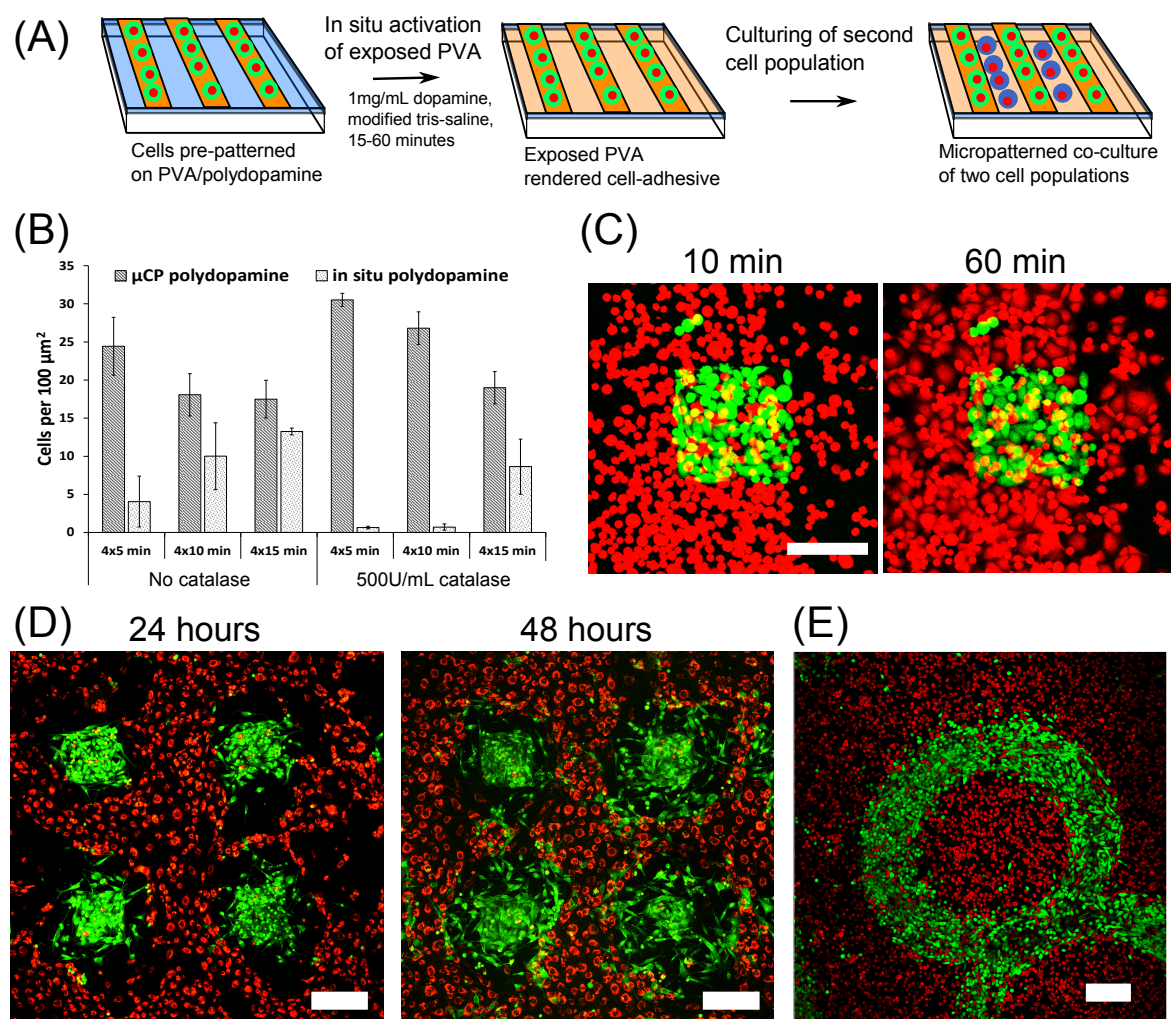 (A)
In situ activation
of exposed PVA
1mg/mL dopamine,
modified tris-saline,
15-60 minutes
Culturing of second
cell population
Cells pre-patterned
on PVA/polydopamine
Exposed PVA
rendered cell-adhesive
Micropatterned co-culture
of two cell populations
(B)
µCP polydopamine
in situ polydopamine
Cells per 100 µm²
35
30
25
20
15
10
5
0
4x5 min 4x10 min 4x15 min 4x5 min 4x10 min 4x15 min
No catalase 500U/mL catalase
(C)
10 min 60 min
(D)
24 hours 48 hours
(E)